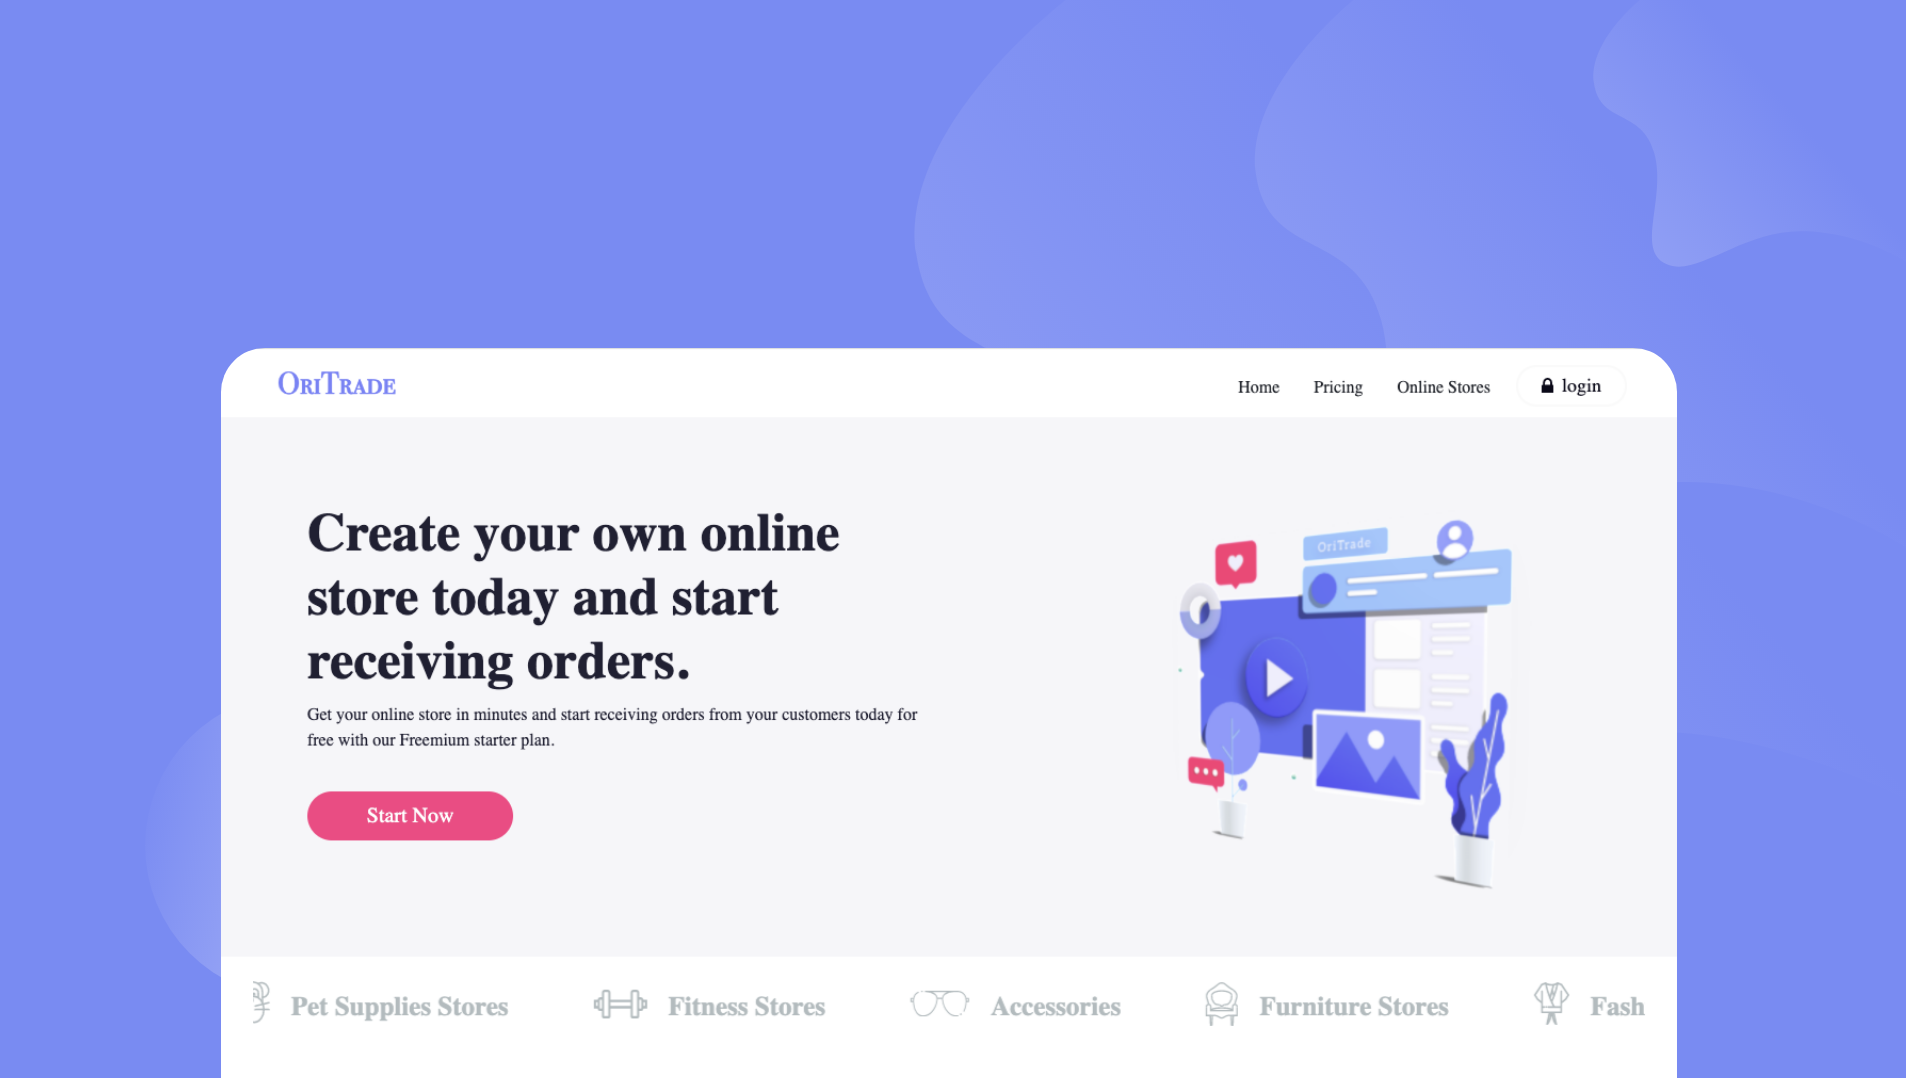 OriTrade
Home
Pricing
Online Stores
login
Create your own online
store today and start
receiving orders.
Get your online store in minutes and start receiving orders from your customers today for
free with our Freemium starter plan.
Start Now
OriTrade
Pet Supplies Stores
Fitness Stores
Accessories
Furniture Stores
Fash